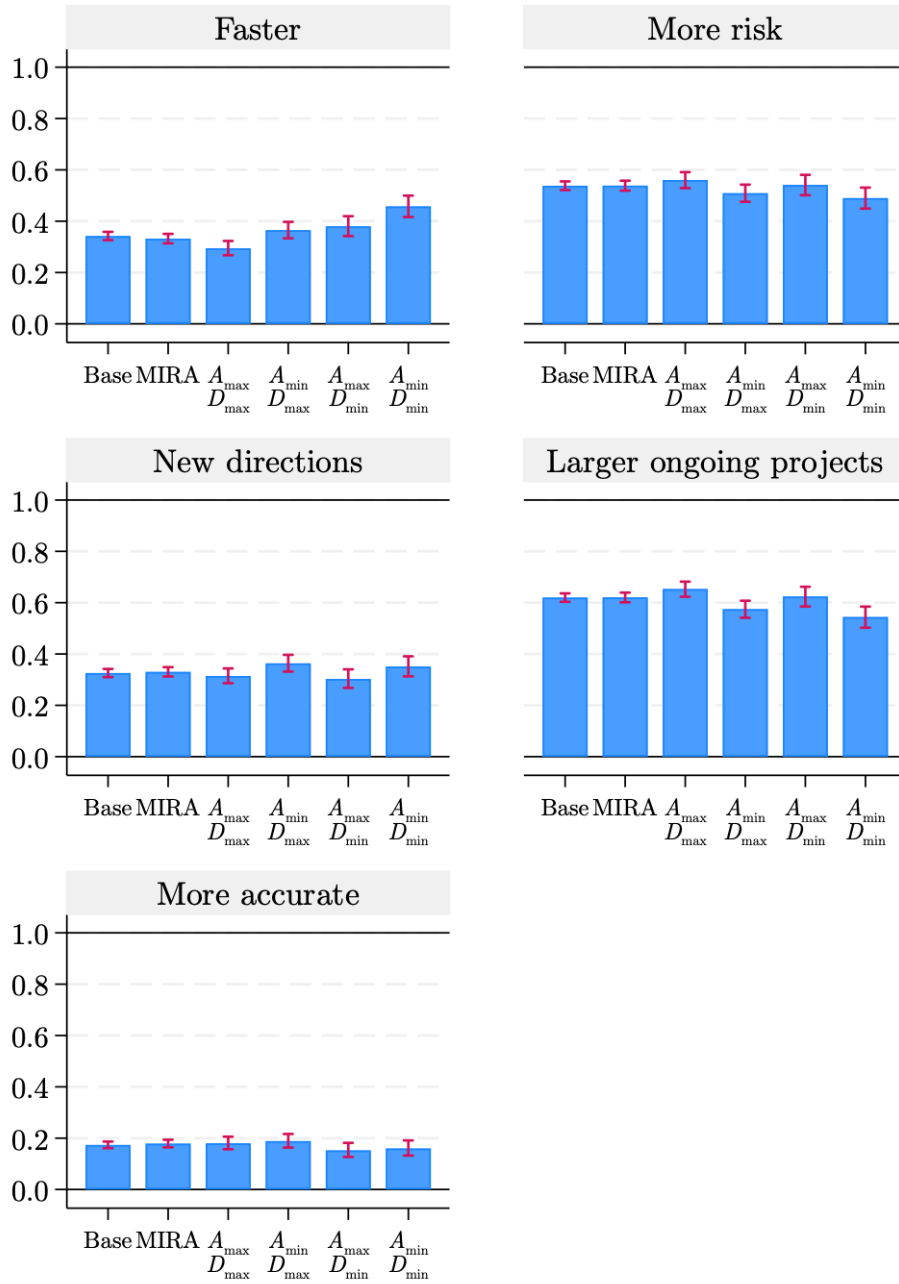 Faster
1.0
0.8
0.6
0.4
0.2
0.0
Base MIRA Amax Amin Amax Amin
Dmax Dmax Dmin Dmin
More risk
Base MIRA Amax Amin Amax Amin
Dmax Dmax Dmin Dmin
New directions
1.0
0.8
0.6
0.4
0.2
0.0
Base MIRA Amax Amin Amax Amin
Dmax Dmax Dmin Dmin
Larger ongoing projects
Base MIRA Amax Amin Amax Amin
Dmax Dmax Dmin Dmin
More accurate
1.0
0.8
0.6
0.4
0.2
0.0
Base MIRA Amax Amin Amax Amin
Dmax Dmax Dmin Dmin